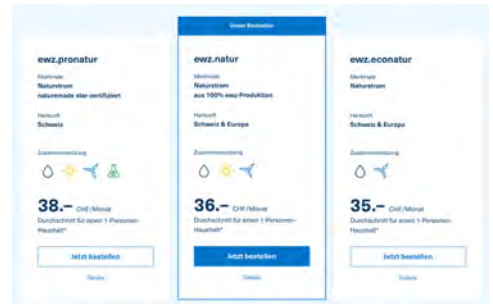 Unser Bestseller
ewz.pronatur
Merkmale
Naturstrom
naturemade star-zertifiziert
Herkunft
Schweiz
Zusammensetzung
38.– CHF/Monat
Durchschnitt für einen 1-Personen-
Haushalt*
Jetzt bestellen
Details
ewz.natur
Merkmale
Naturstrom
aus 100% ewz-Produktion
Herkunft
Schweiz & Europa
Zusammensetzung
36.– CHF/Monat
Durchschnitt für einen 1-Personen-
Haushalt*
Jetzt bestellen
Details
ewz.econatur
Merkmale
Naturstrom
Herkunft
Schweiz & Europa
Zusammensetzung
35.– CHF/Monat
Durchschnitt für einen 1-Personen-
Haushalt*
Jetzt bestellen
Details